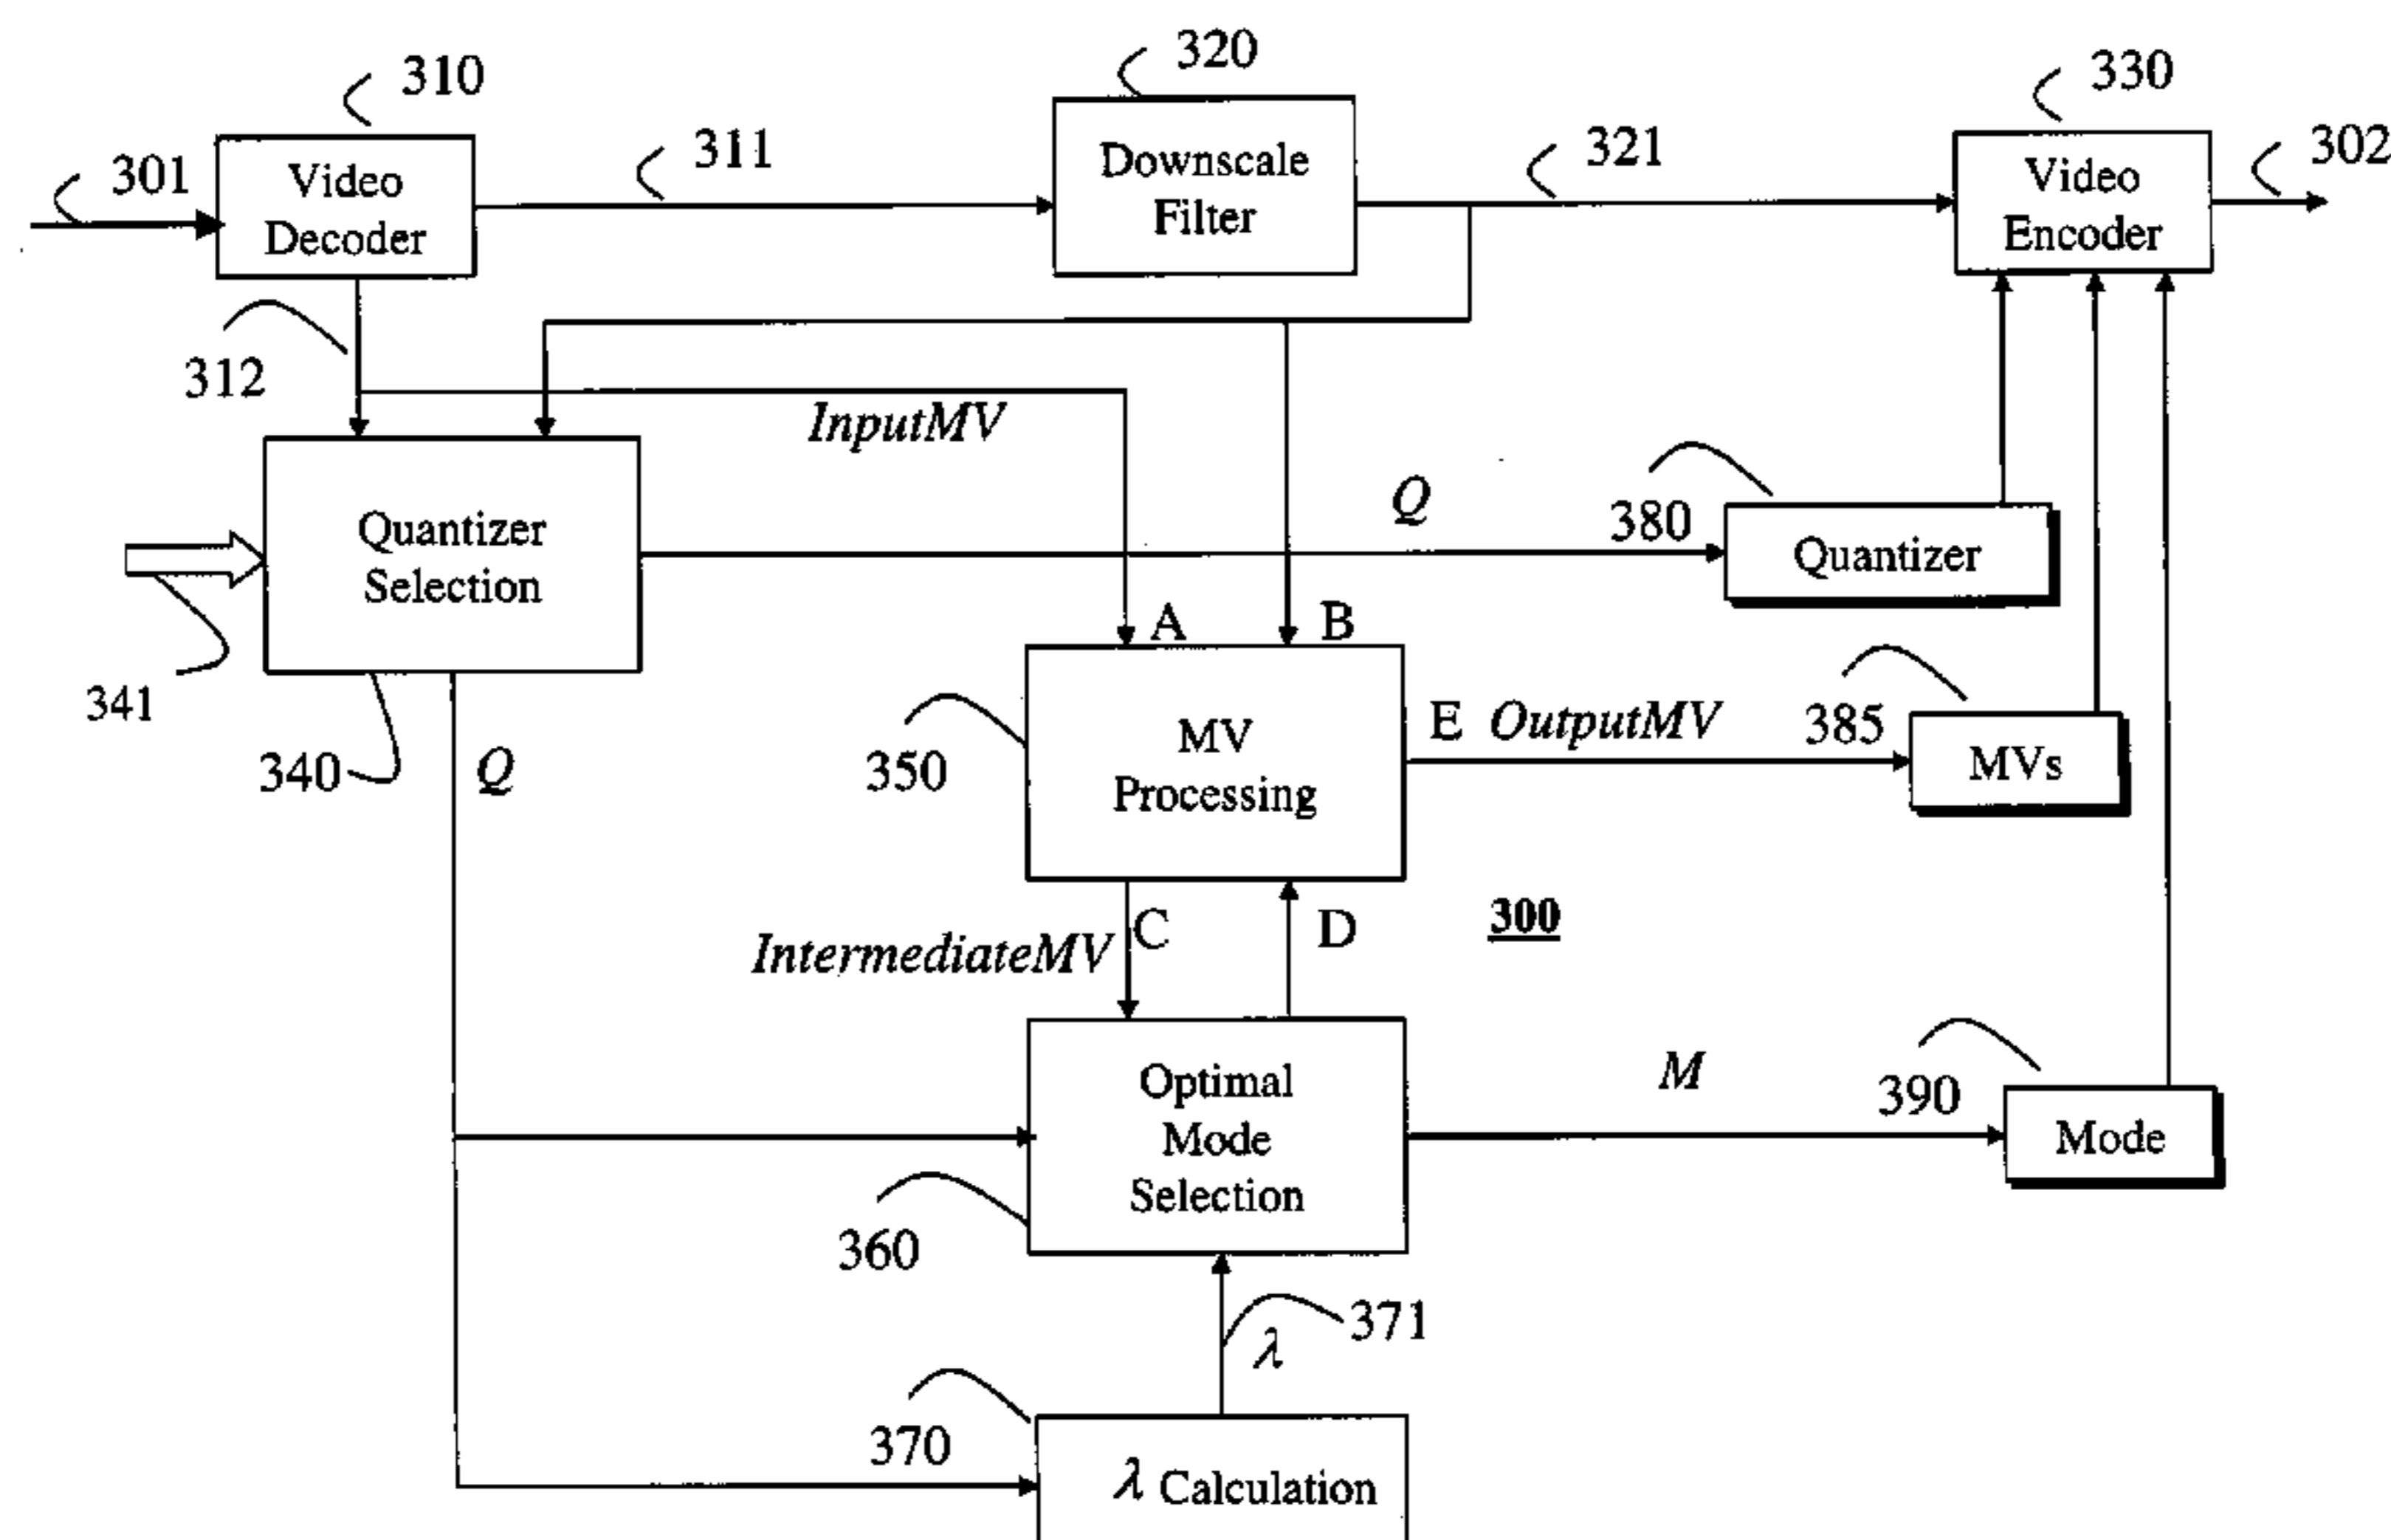 310
320
330
301
311
321
302
Video
Decoder
Downscale
Filter
Video
Encoder
312
InputMV
Quantizer
Selection
Q
380
Quantizer
341
340
Q
A
B
350
MV
Processing
E OutputMV
385
MVs
300
IntermediateMV
C
D
Optimal
Mode
Selection
M
390
Mode
360
371
λ
370
λ Calculation